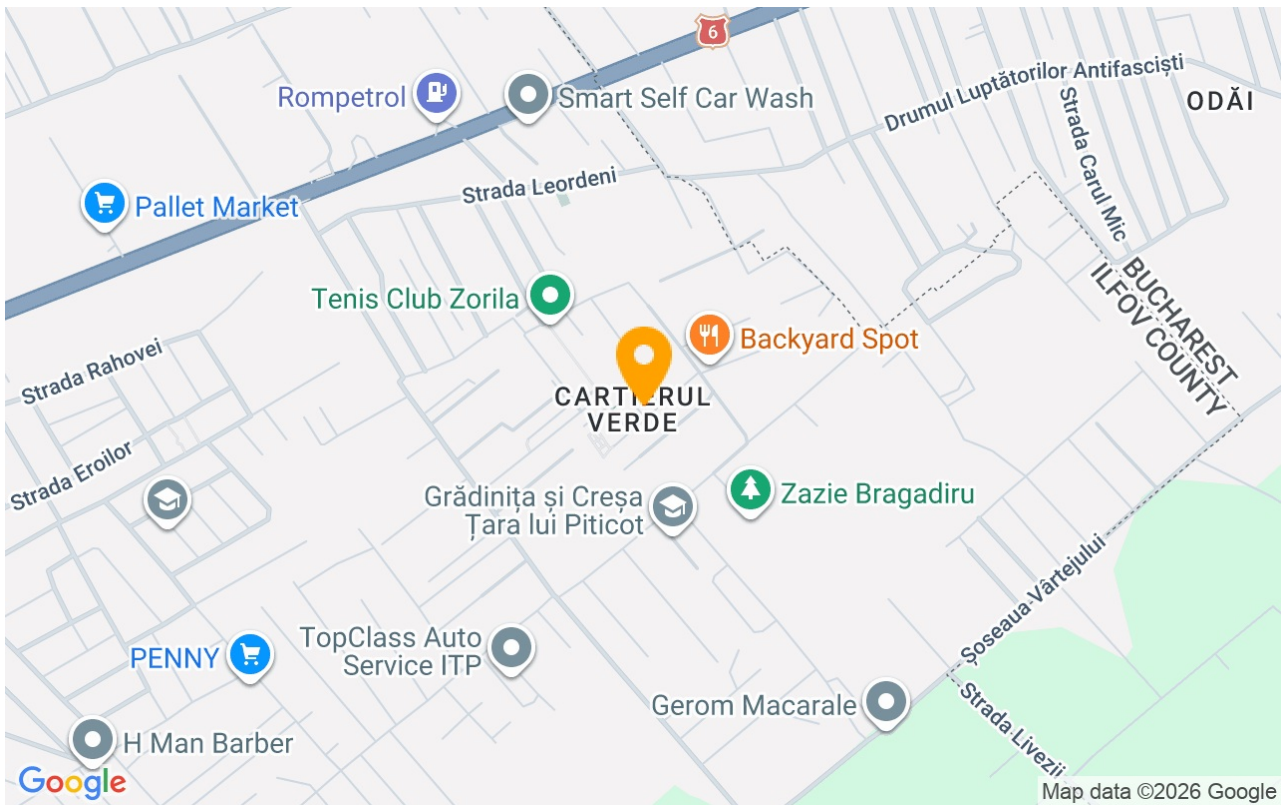 6
Rompetrol
Smart Self Car Wash
Drumul Luptătorilor Antifasciști
ODĂI
Strada Carul Mic
Strada Leordeni
Pallet Market
BUCHAREST
ILFOV COUNTY
Tenis Club Zorila
Backyard Spot
Strada Rahovei
CARTIERUL
VERDE
Strada Eroilor
Grădinița și Creșa
Țara lui Piticot
Zazie Bragadiru
Șoseaua Vârtejului
TopClass Auto
Service ITP
PENNY
Gerom Macarale
Strada Livezii
H Man Barber
Google
Map data ©2026 Google